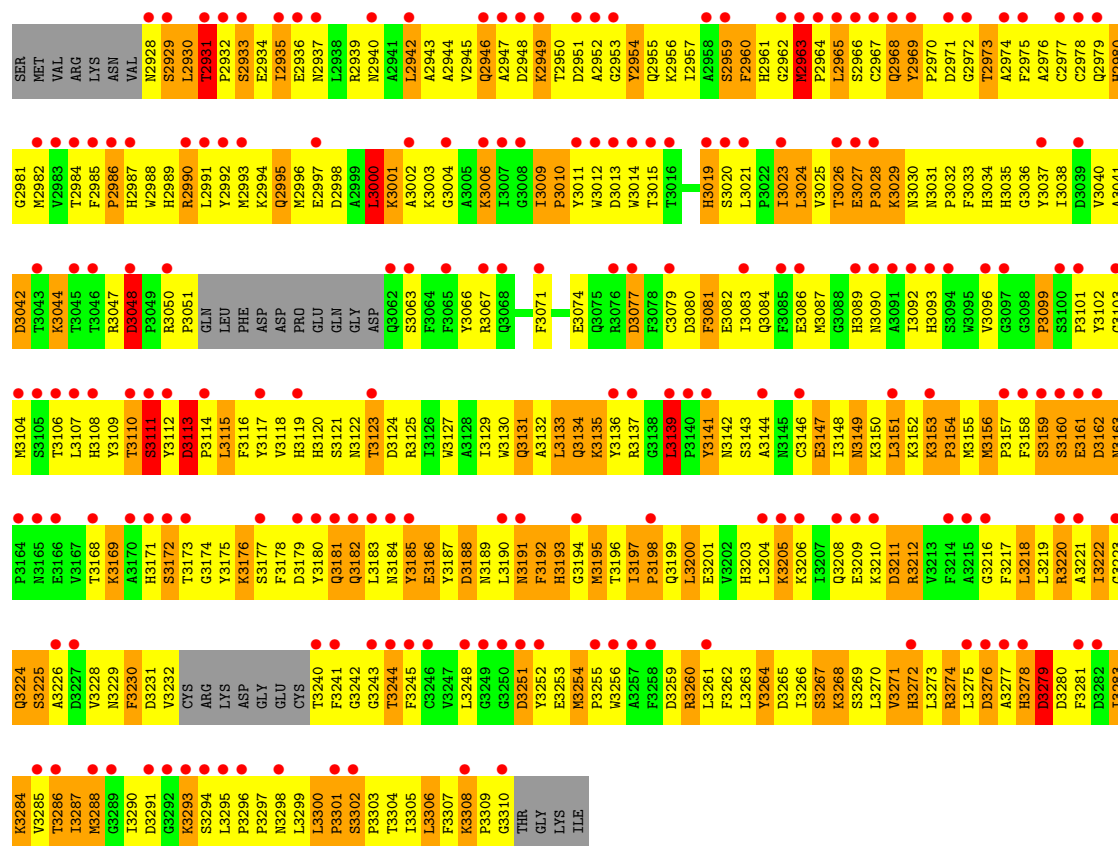 SER MET VAL ARG LYS ASN VAL N2928 S2929 L2930 T2931 P2932 S2933 E2934 I2935 E2936 N2937 L2938 R2939 N2940 A2941 L2942 A2943 A2944 V2945 Q2946 A2947 D2948 K2949 T2950 D2951 A2952 G2953 Y2954 Q2955 K2956 I2957 A2958 S2959 F2960 H2961 G2962 M2963 P2964 L2965 S2966 C2967 Q2968 Y2969 P2970 D2971 G2972 T2973 A2974 F2975 A2976 C2977 C2978 Q2979 H2980
G2981 M2982 V2983 T2984 F2985 P2986 H2987 W2988 H2989 R2990 L2991 Y2992 M2993 K2994 Q2995 M2996 E2997 D2998 A2999 L3000 K3001 A3002 K3003 G3004 A3005 K3006 I3007 G3008 I3009 P3010 Y3011 W3012 D3013 W3014 T3015 T3016 H3019 S3020 L3021 P3022 I3023 L3024 V3025 T3026 E3027 P3028 K3029 N3030 N3031 P3032 F3033 H3034 H3035 G3036 Y3037 I3038 D3039 V3040 A3041
D3042 T3043 K3044 T3045 T3046 R3047 D3048 P3049 R3050 P3051 GLN LEU PHE ASP ASP PRO GLU GLN GLY ASP Q3062 S3063 F3064 F3065 Y3066 R3067 Q3068 F3071 E3074 Q3075 R3076 D3077 F3078 C3079 D3080 F3081 E3082 I3083 Q3084 F3085 E3086 M3087 G3088 H3089 N3090 A3091 I3092 H3093 S3094 W3095 V3096 G3097 G3098 P3099 S3100 P3101 Y3102
M3104 S3105 T3106 L3107 H3108 Y3109 T3110 S3111 Y3112 D3113 P3114 L3115 F3116 Y3117 V3118 H3119 H3120 S3121 N3122 T3123 D3124 R3125 I3126 W3127 A3128 I3129 W3130 Q3131 A3132 L3133 Q3134 K3135 Y3136 R3137 G3138 L3139 P3140 Y3141 N3142 S3143 A3144 N3145 C3146 E3147 I3148 N3149 K3150 L3151 K3152 K3153 P3154 M3155 M3156 P3157 F3158 S3159 S3160 E3161 D3162 N3163
P3164 N3165 E3166 V3167 T3168 K3169 A3170 H3171 S3172 T3173 G3174 Y3175 K3176 S3177 F3178 D3179 Y3180 Q3181 Q3182 L3183 N3184 Y3185 E3186 Y3187 D3188 N3189 L3190 N3191 F3192 H3193 G3194 M3195 T3196 I3197 P3198 Q3199 L3200 E3201 V3202 H3203 L3204 K3205 K3206 I3207 Q3208 E3209 K3210 D3211 R3212 V3213 F3214 A3215 G3216 F3217 L3218 L3219 R3220 A3221 I3222
Q3224 S3225 A3226 D3227 V3228 N3229 F3230 D3231 V3232 CYS ARG LYS ASP GLY GLU CYS T3240 F3241 G3242 G3243 T3244 F3245 C3246 V3247 L3248 G3249 G3250 D3251 Y3252 E3253 M3254 P3255 W3256 A3257 F3258 D3259 R3260 L3261 F3262 L3263 Y3264 D3265 I3266 S3267 K3268 S3269 L3270 V3271 H3272 L3273 R3274 L3275 D3276 A3277 H3278 D3279 D3280 F3281 D3282 I3283
K3284 V3285 T3286 I3287 M3288 G3289 I3290 D3291 G3292 K3293 S3294 L3295 P3296 P3297 N3298 L3299 L3300 P3301 S3302 P3303 T3304 I3305 L3306 F3307 K3308 P3309 G3310 THR GLY LYS ILE